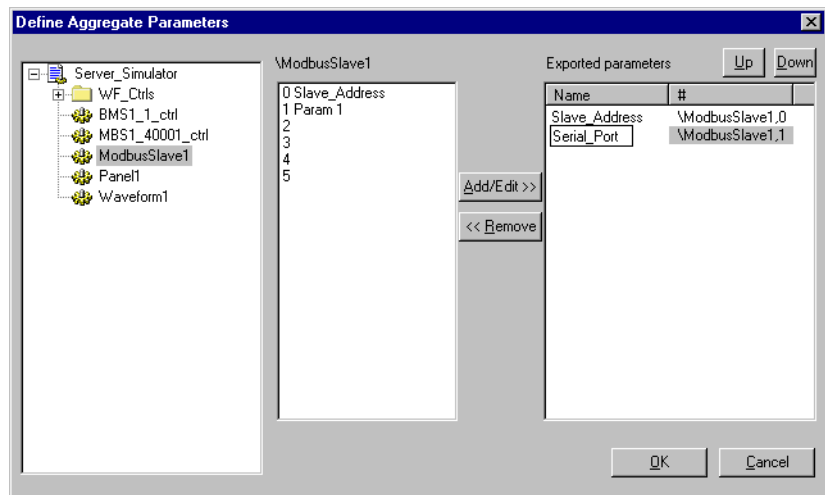 Define Aggregate Parameters
Server_Simulator
WF_Ctrls
BMS1_1_ctrl
MBS1_40001_ctrl
ModbusSlave1
Panel1
Waveform1
\ModbusSlave1
0 Slave_Address
1 Param 1
2
3
4
5
Add/Edit >>
<< Remove
Exported parameters
Up
Down
Name #
Slave_Address \ModbusSlave1,0
Serial_Port \ModbusSlave1,1
OK
Cancel